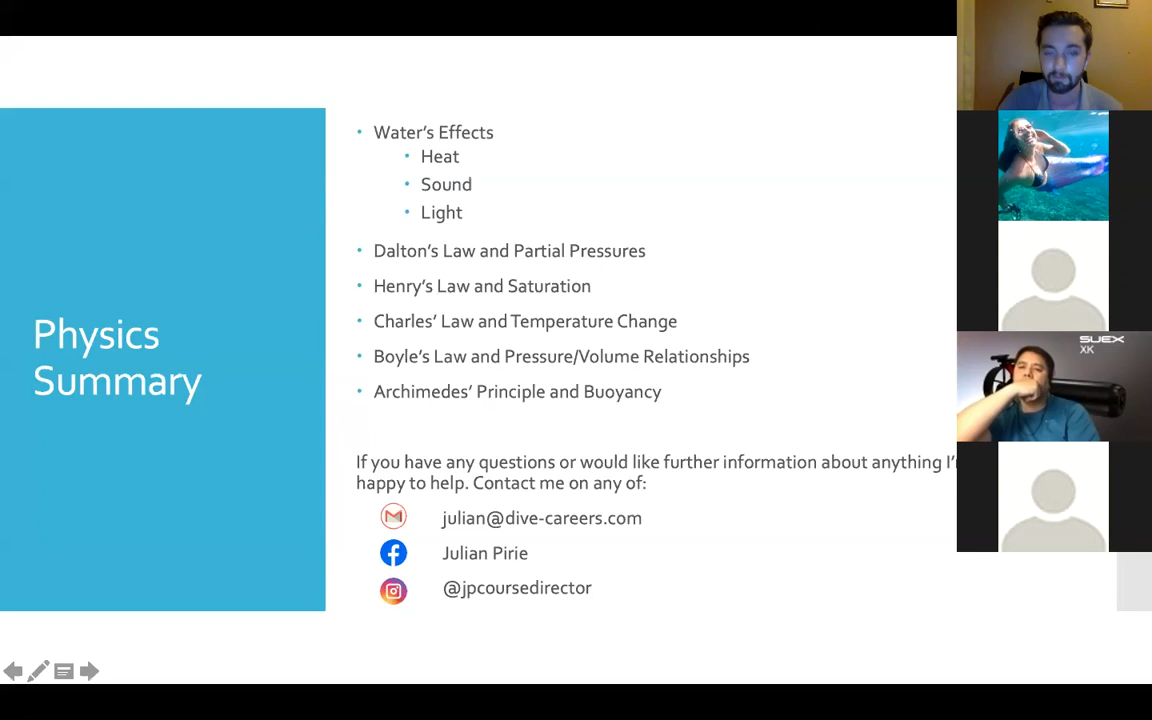 Physics
Summary
Water's Effects
Heat
Sound
Light
Dalton's Law and Partial Pressures
Henry's Law and Saturation
Charles' Law and Temperature Change
Boyle's Law and Pressure/Volume Relationships
Archimedes' Principle and Buoyancy
If you have any questions or would like further information about anything I'
happy to help. Contact me on any of:
julian@dive-careers.com
Julian Pirie
@jpcoursedirector
SUEX
XK